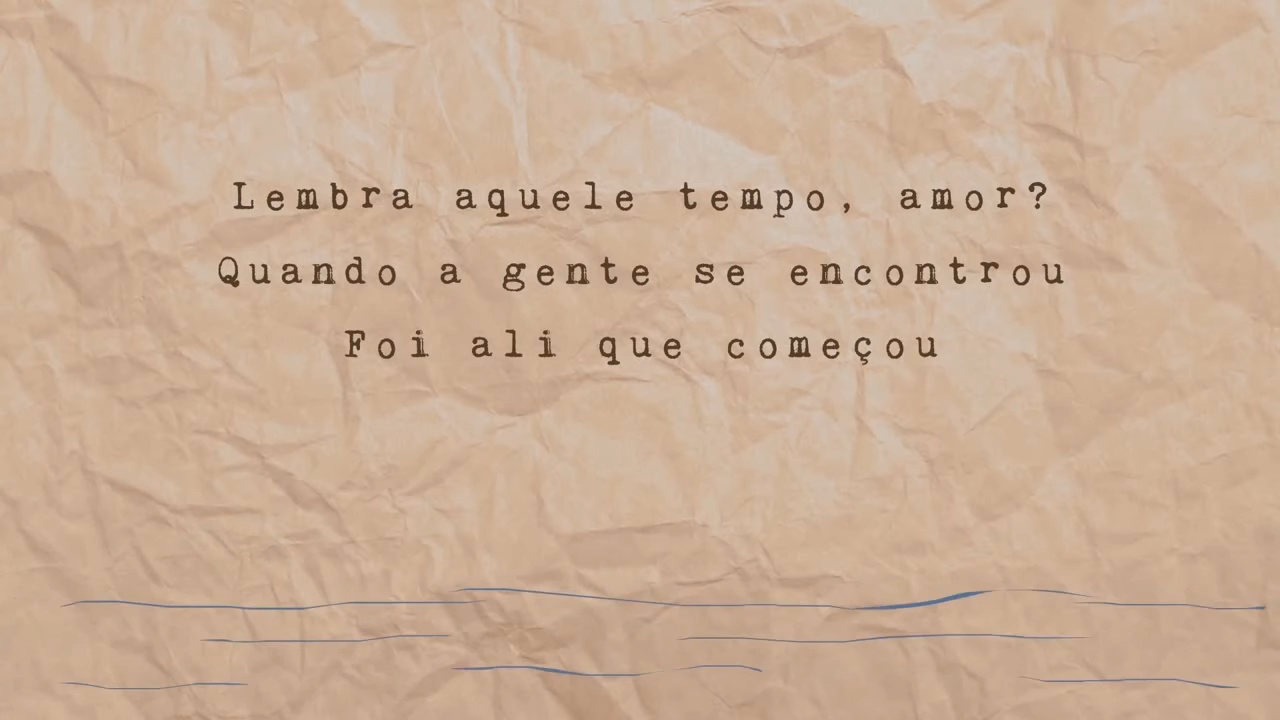 Lembra aquele tempo, amor?
Quando a gente se encontrou
Foi ali que começou